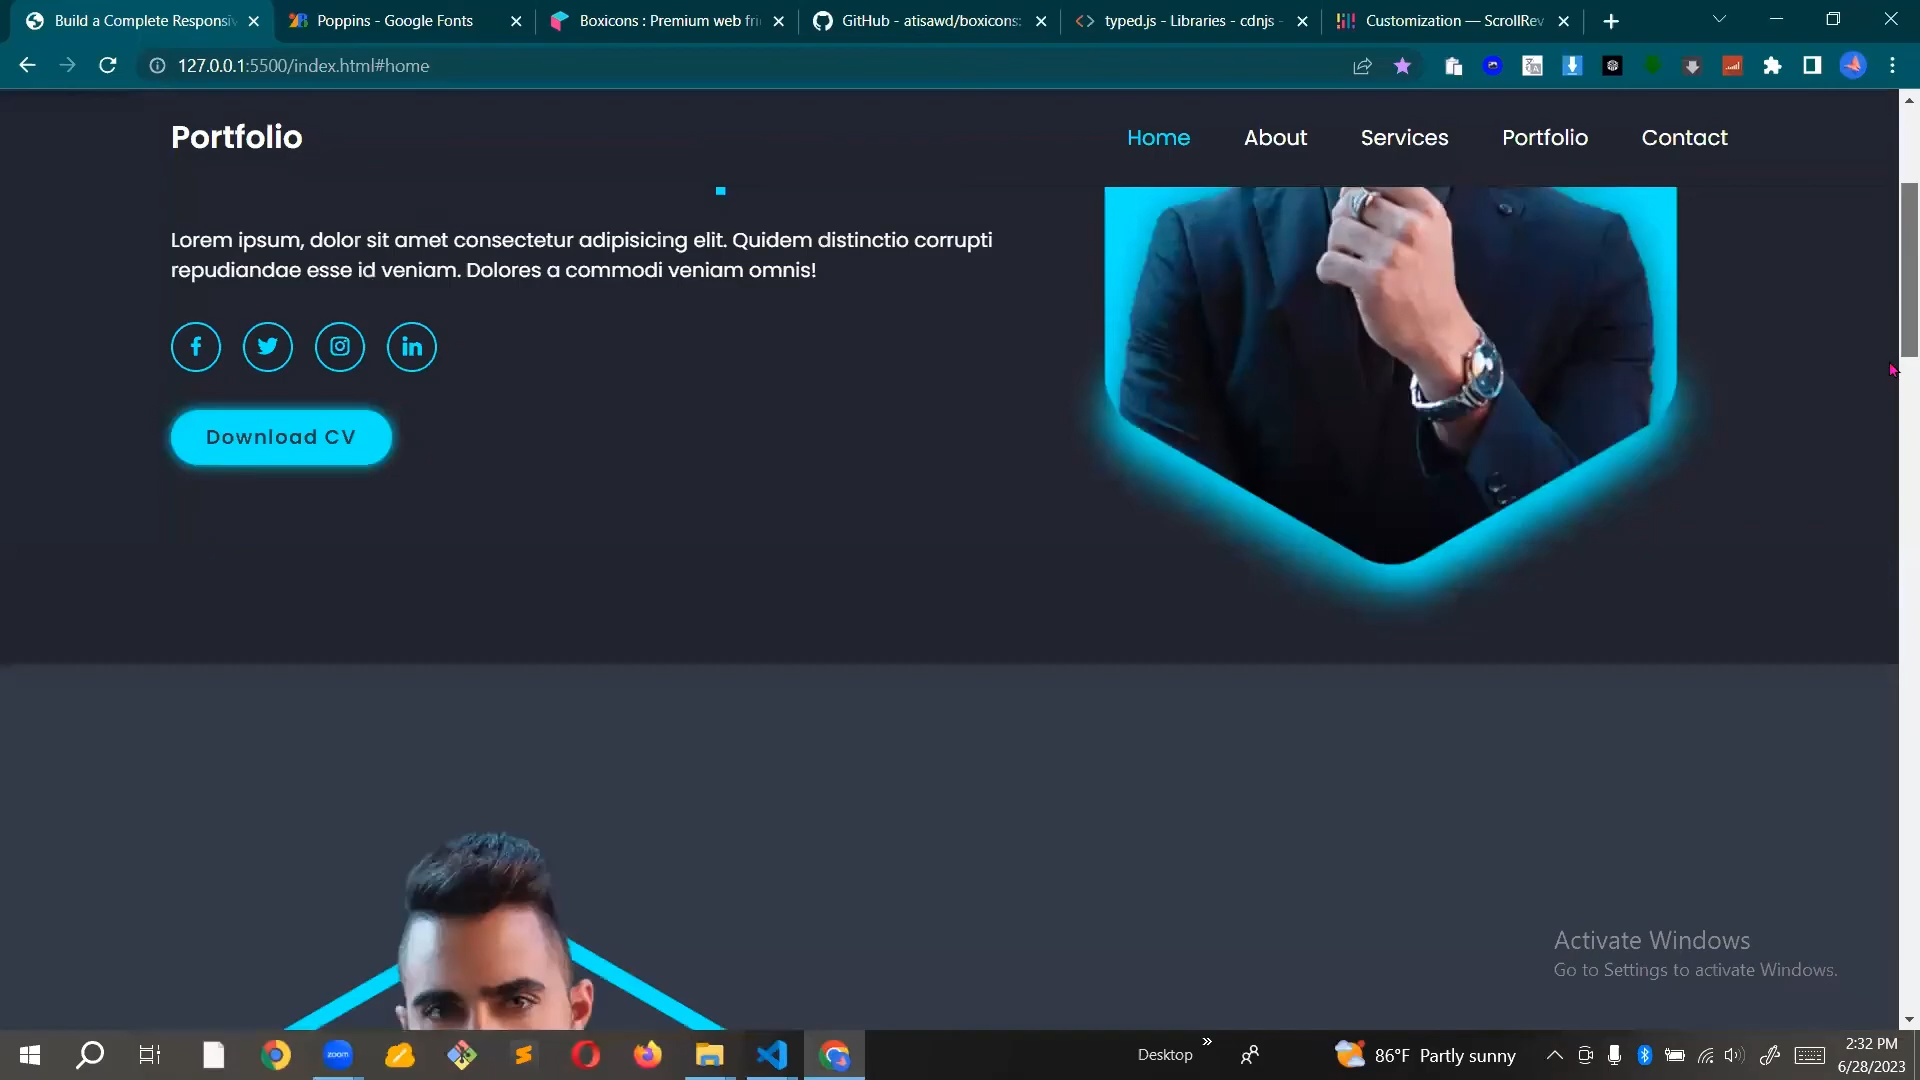 Build a Complete Responsiv
Poppins - Google Fonts
Boxicons : Premium web fri
GitHub - atisawd/boxicons:
typed.js - Libraries - cdnjs -
Customization — ScrollRev
127.0.0.1:5500/index.html#home
Portfolio
Home
About
Services
Portfolio
Contact
Lorem ipsum, dolor sit amet consectetur adipisicing elit. Quidem distinctio corrupti
repudiandae esse id veniam. Dolores a commodi veniam omnis!
Download CV
Activate Windows
Go to Settings to activate Windows.
zoom
Desktop
86°F Partly sunny
2:32 PM
6/28/2023